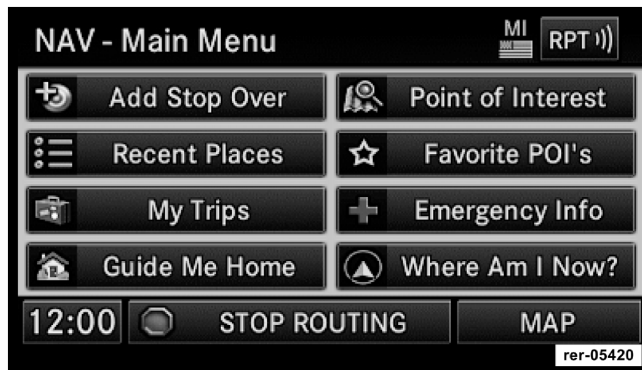 NAV - Main Menu
MI
RPT
Add Stop Over
Point of Interest
Recent Places
Favorite POI's
My Trips
Emergency Info
Guide Me Home
Where Am I Now?
12:00
STOP ROUTING
MAP
rer-05420